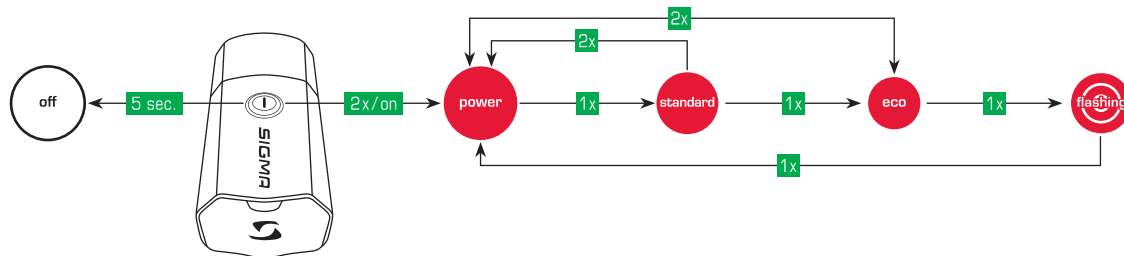 2x
2x
off
5 sec.
2x/on
power
1x
standard
1x
eco
1x
flashing
SIGMA
1x